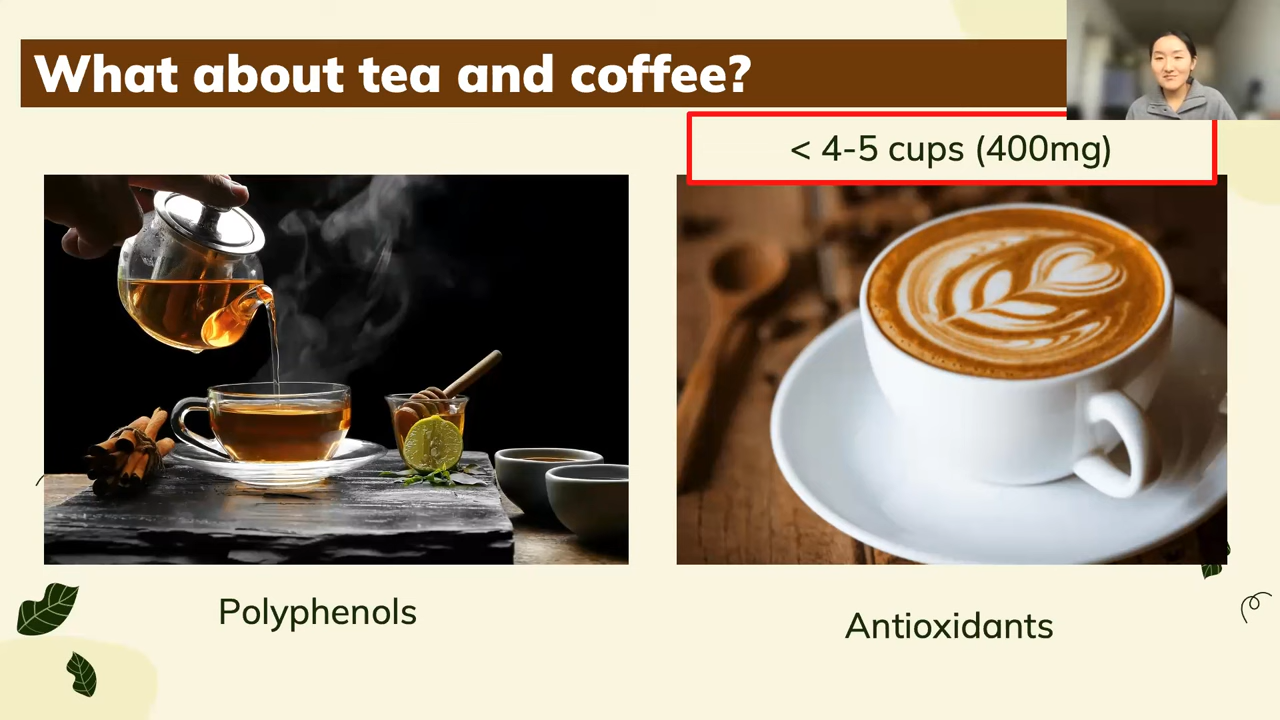 What about tea and coffee?
< 4-5 cups (400mg)
Polyphenols
Antioxidants